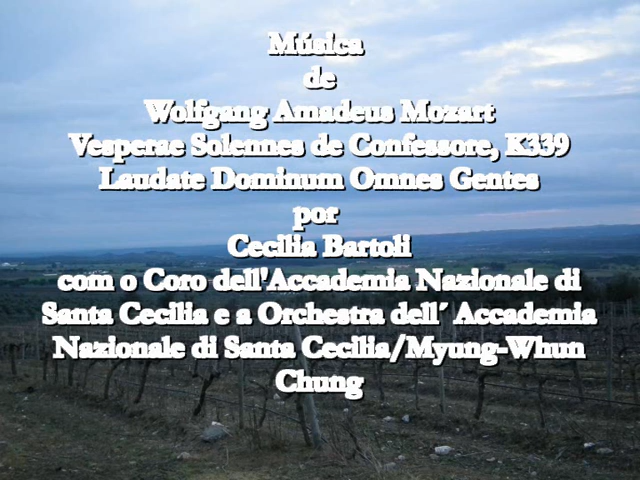 Música
de
Wolfgang Amadeus Mozart
Vesperae Solennes de Confessore, K339
Laudate Dominum Omnes Gentes
por
Cecilia Bartoli
com o Coro dell'Accademia Nazionale di
Santa Cecilia e a Orchestra dell´ Accademia
Nazionale di Santa Cecilia/Myung-Whun
Chung